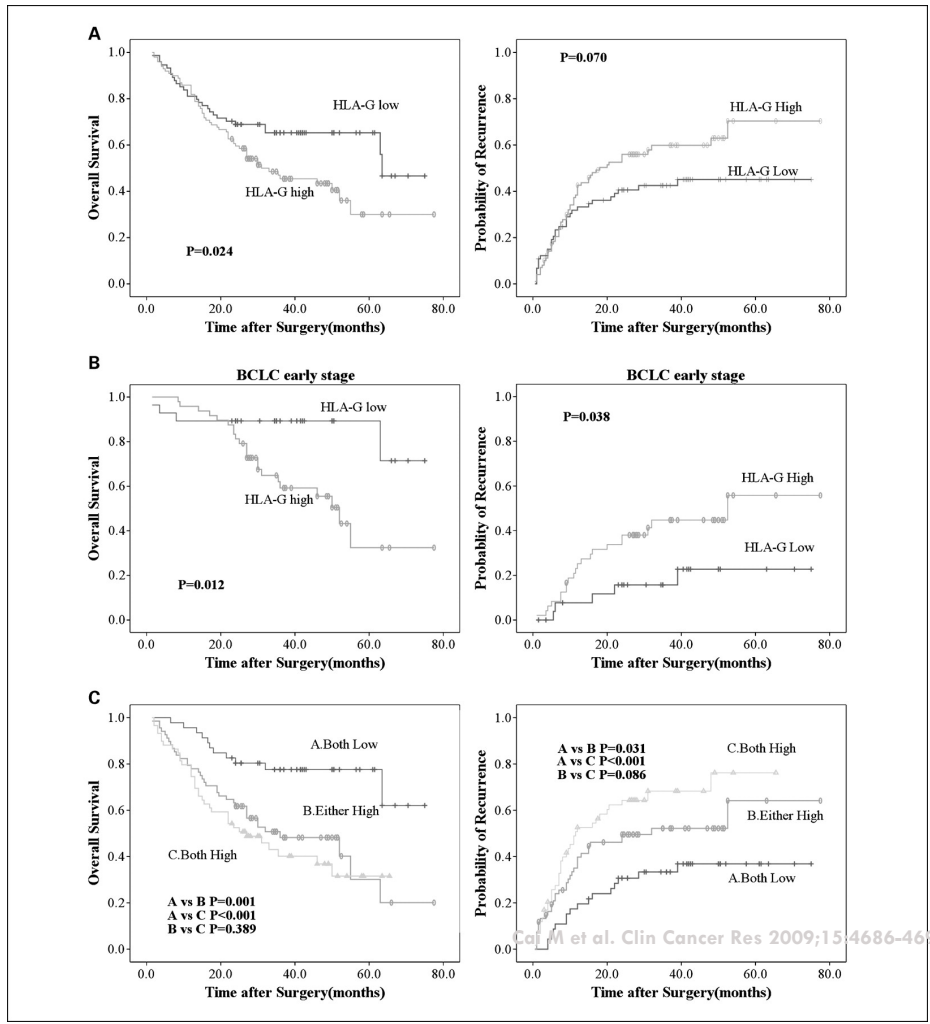 A
1.0
0.8
0.6
0.4
0.2
0.0
Overall Survival
HLA-G low
HLA-G high
P=0.024
0.0 20.0 40.0 60.0 80.0
Time after Surgery(months)
1.0
0.8
0.6
0.4
0.2
0.0
Probability of Recurrence
P=0.070
HLA-G High
HLA-G Low
0.0 20.0 40.0 60.0 80.0
Time after Surgery(months)
B
BCLC early stage
1.0
0.8
0.6
0.4
0.2
0.0
Overall Survival
HLA-G low
HLA-G high
P=0.012
0.0 20.0 40.0 60.0 80.0
Time after Surgery(months)
BCLC early stage
1.0
0.8
0.6
0.4
0.2
0.0
Probablity of Recurrence
P=0.038
HLA-G High
HLA-G Low
0.0 20.0 40.0 60.0 80.0
Time after Surgery(months)
C
1.0
0.8
0.6
0.4
0.2
0.0
Overall Survival
A.Both Low
B.Either High
C.Both High
A vs B P=0.001
A vs C P<0.001
B vs C P=0.389
0.0 20.0 40.0 60.0 80.0
Time after Surgery(months)
1.0
0.8
0.6
0.4
0.2
0.0
Probablity of Recurrence
A vs B P=0.031
A vs C P<0.001
B vs C P=0.086
C.Both High
B.Either High
A.Both Low
0.0 20.0 40.0 60.0 80.0
Time after Surgery(months)
Cai M et al. Clin Cancer Res 2009;15:4686-46